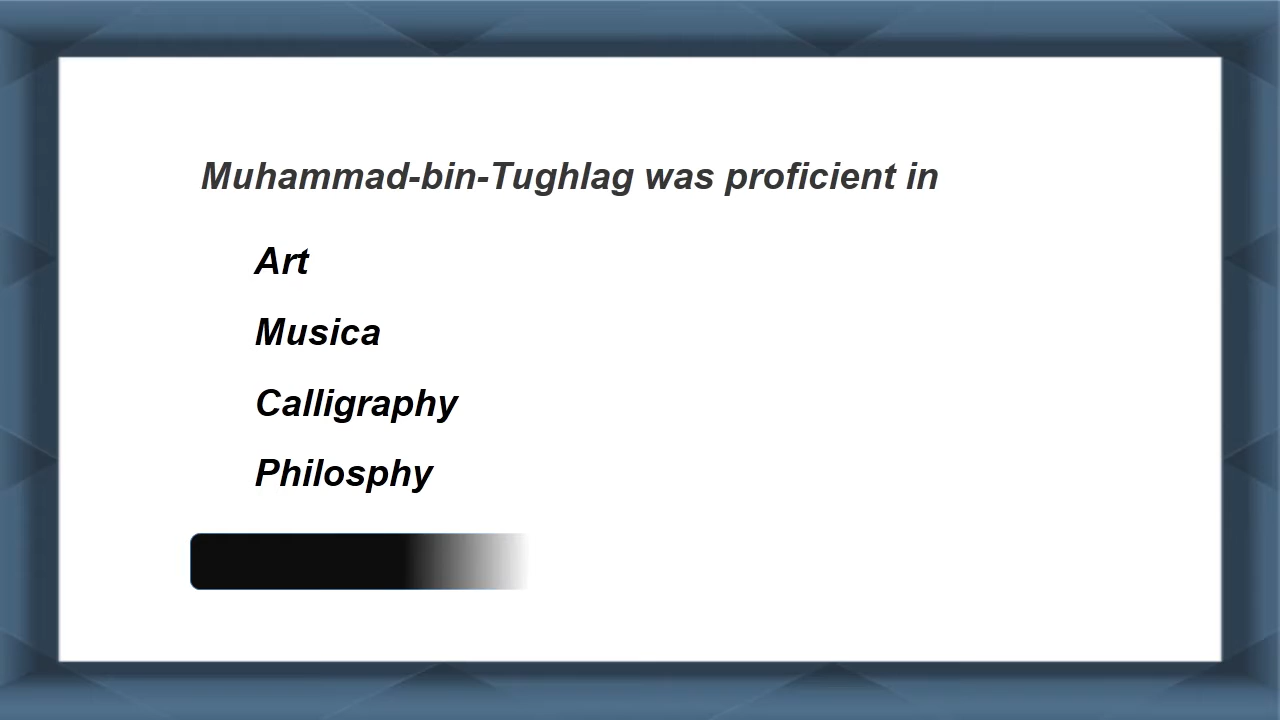 Muhammad-bin-Tughlag was proficient in
Art
Musica
Calligraphy
Philosphy